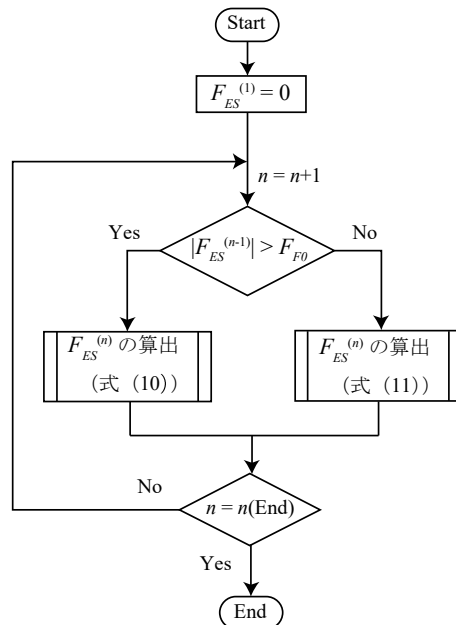 Start
F_ES^(1) = 0
n = n+1
Yes
No
|F_ES^(n-1)| > F_F0
F_ES^(n) の算出
（式（10））
F_ES^(n) の算出
（式（11））
No
n = n(End)
Yes
End